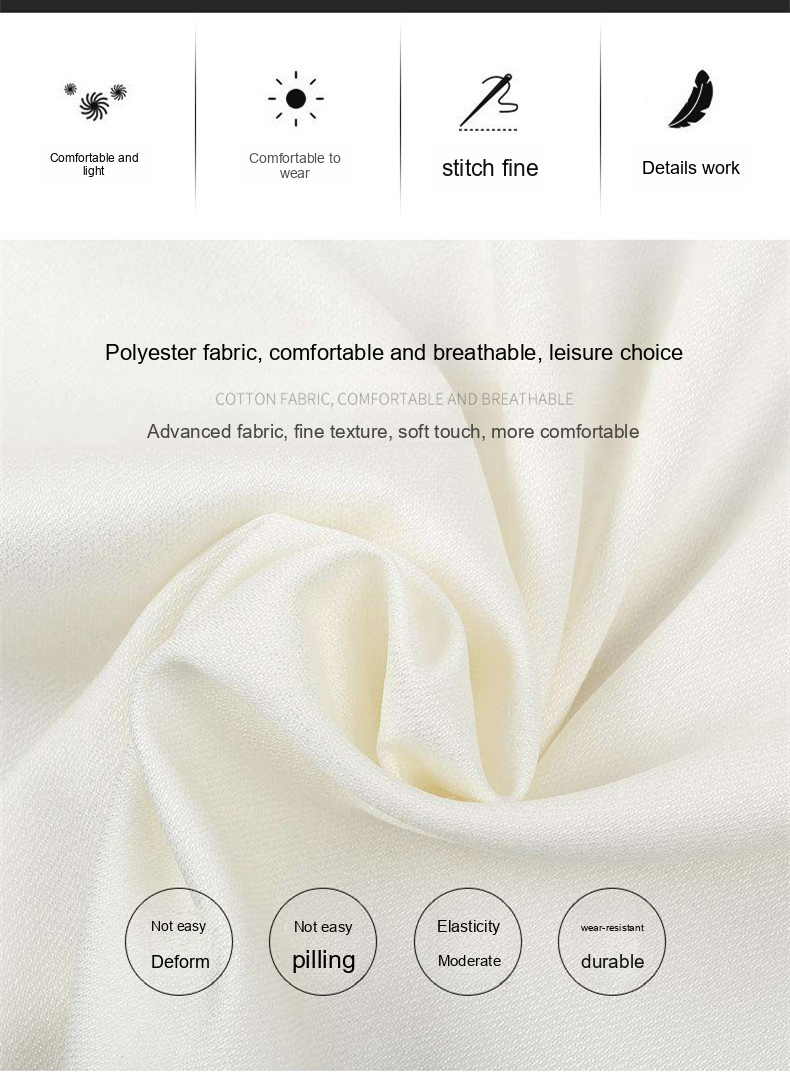 Comfortable and
light
Comfortable to
wear
stitch fine
Details work
Polyester fabric, comfortable and breathable, leisure choice
COTTON FABRIC, COMFORTABLE AND BREATHABLE
Advanced fabric, fine texture, soft touch, more comfortable
Not easy
Deform
Not easy
pilling
Elasticity
Moderate
wear-resistant
durable